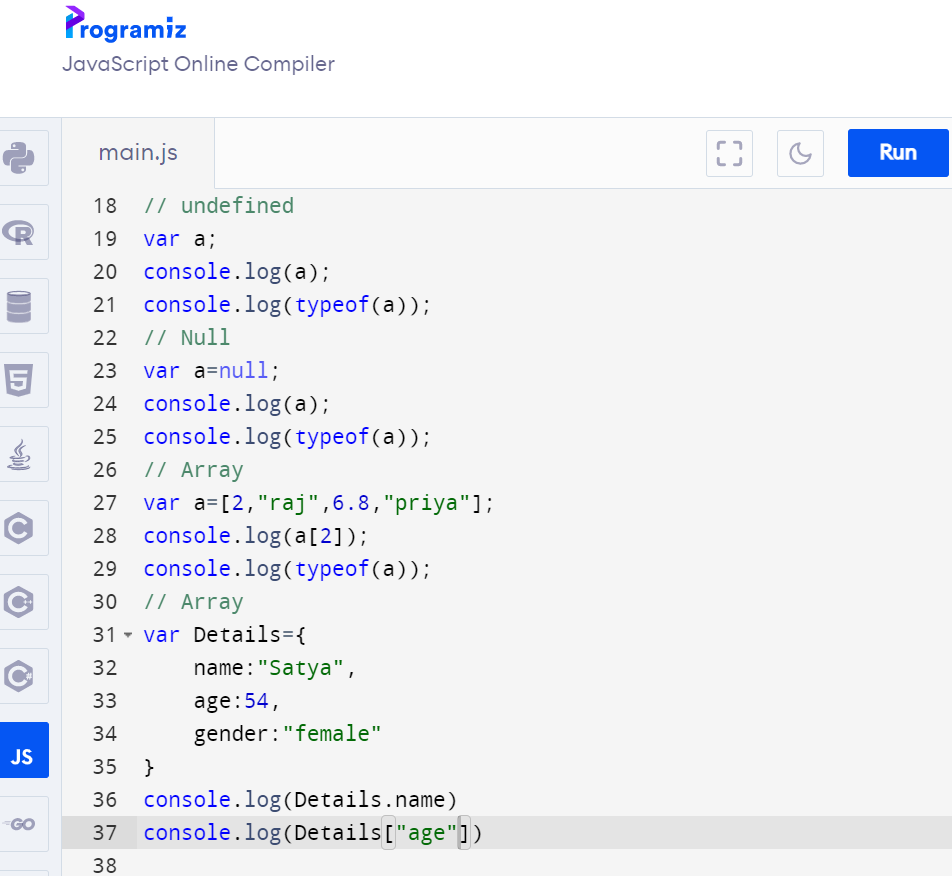 Programiz
JavaScript Online Compiler
main.js
Run
18 // undefined
19 var a;
20 console.log(a);
21 console.log(typeof(a));
22 // Null
23 var a=null;
24 console.log(a);
25 console.log(typeof(a));
26 // Array
27 var a=[2,"raj",6.8,"priya"];
28 console.log(a[2]);
29 console.log(typeof(a));
30 // Array
31 var Details={
32     name:"Satya",
33     age:54,
34     gender:"female"
35 }
36 console.log(Details.name)
37 console.log(Details["age"])
38
R
5
C
C++
C#
JS
GO